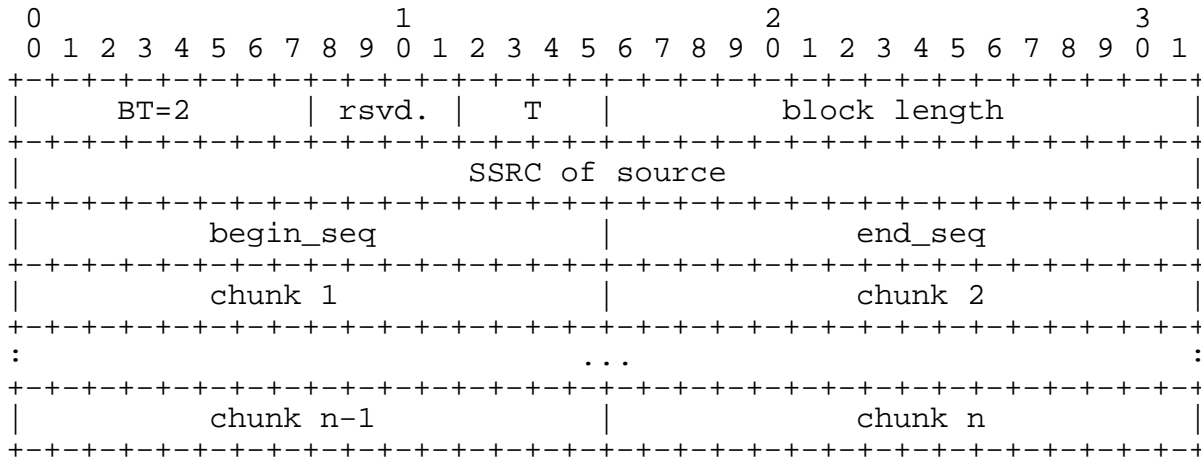 0                   1                   2                   3
 0 1 2 3 4 5 6 7 8 9 0 1 2 3 4 5 6 7 8 9 0 1 2 3 4 5 6 7 8 9 0 1
+-+-+-+-+-+-+-+-+-+-+-+-+-+-+-+-+-+-+-+-+-+-+-+-+-+-+-+-+-+-+-+-+
|     BT=2      | rsvd. |   T   |         block length          |
+-+-+-+-+-+-+-+-+-+-+-+-+-+-+-+-+-+-+-+-+-+-+-+-+-+-+-+-+-+-+-+-+
|                        SSRC of source                         |
+-+-+-+-+-+-+-+-+-+-+-+-+-+-+-+-+-+-+-+-+-+-+-+-+-+-+-+-+-+-+-+-+
|          begin_seq            |             end_seq           |
+-+-+-+-+-+-+-+-+-+-+-+-+-+-+-+-+-+-+-+-+-+-+-+-+-+-+-+-+-+-+-+-+
|          chunk 1              |             chunk 2           |
+-+-+-+-+-+-+-+-+-+-+-+-+-+-+-+-+-+-+-+-+-+-+-+-+-+-+-+-+-+-+-+-+
:                              ...                              :
+-+-+-+-+-+-+-+-+-+-+-+-+-+-+-+-+-+-+-+-+-+-+-+-+-+-+-+-+-+-+-+-+
|          chunk n-1            |             chunk n           |
+-+-+-+-+-+-+-+-+-+-+-+-+-+-+-+-+-+-+-+-+-+-+-+-+-+-+-+-+-+-+-+-+